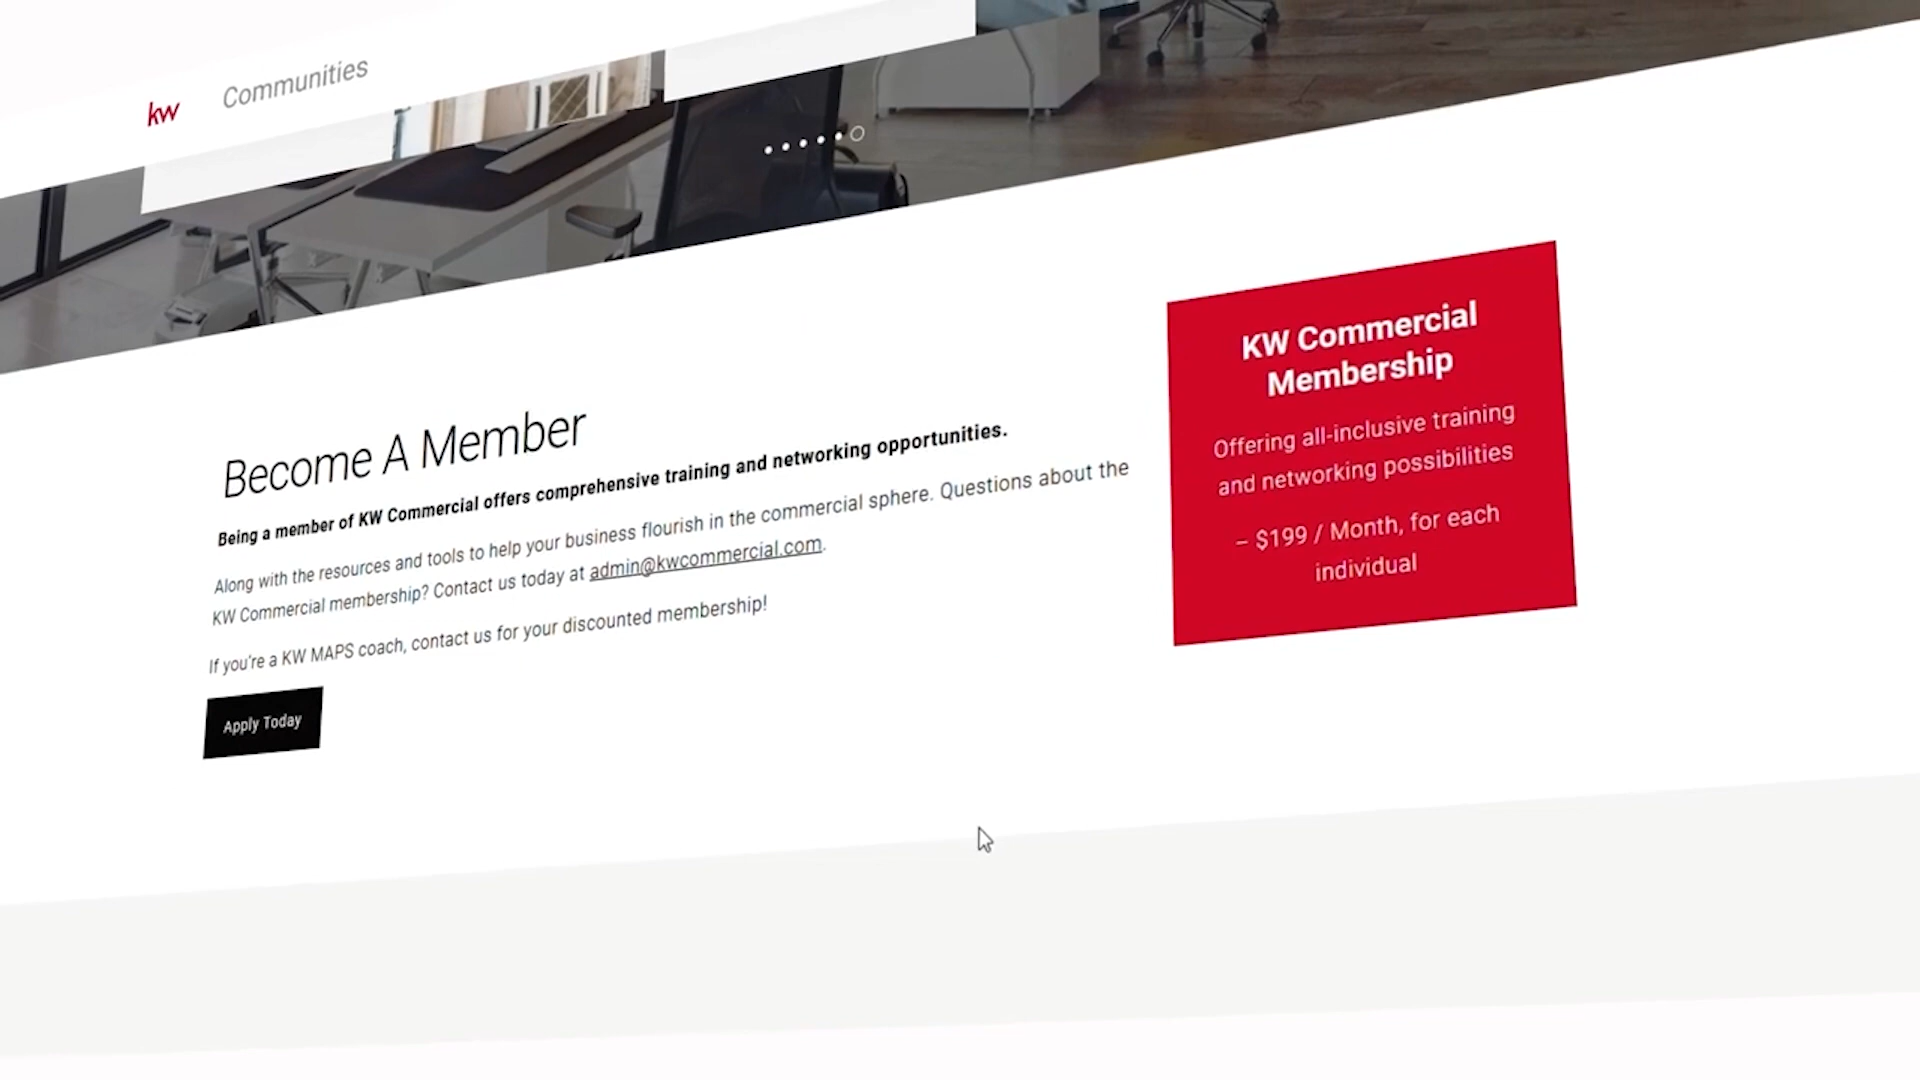 kw Communities
Become A Member
Being a member of KW Commercial offers comprehensive training and networking opportunities.
Along with the resources and tools to help your business flourish in the commercial sphere. Questions about the
KW Commercial membership? Contact us today at admin@kwcommercial.com.
If you're a KW MAPS coach, contact us for your discounted membership!
Apply Today
KW Commercial
Membership
Offering all-inclusive training
and networking possibilities
– $199 / Month, for each
individual